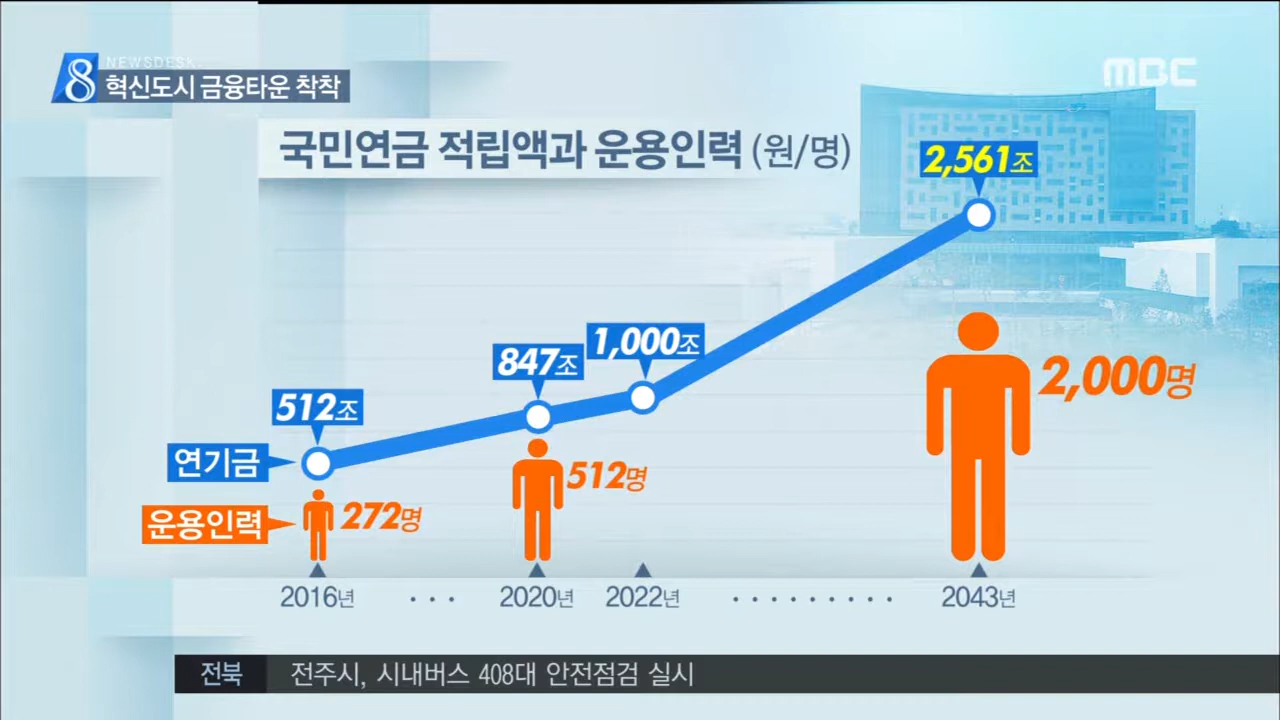 NEWSDESK
8 혁신도시 금융타운 착착
MBC
국민연금 적립액과 운용인력 (원/명)
2,561조
1,000조
847조
512조
연기금
2,000명
512명
272명
운용인력
2016년 ··· 2020년 2022년 ········· 2043년
전북 전주시, 시내버스 408대 안전점검 실시